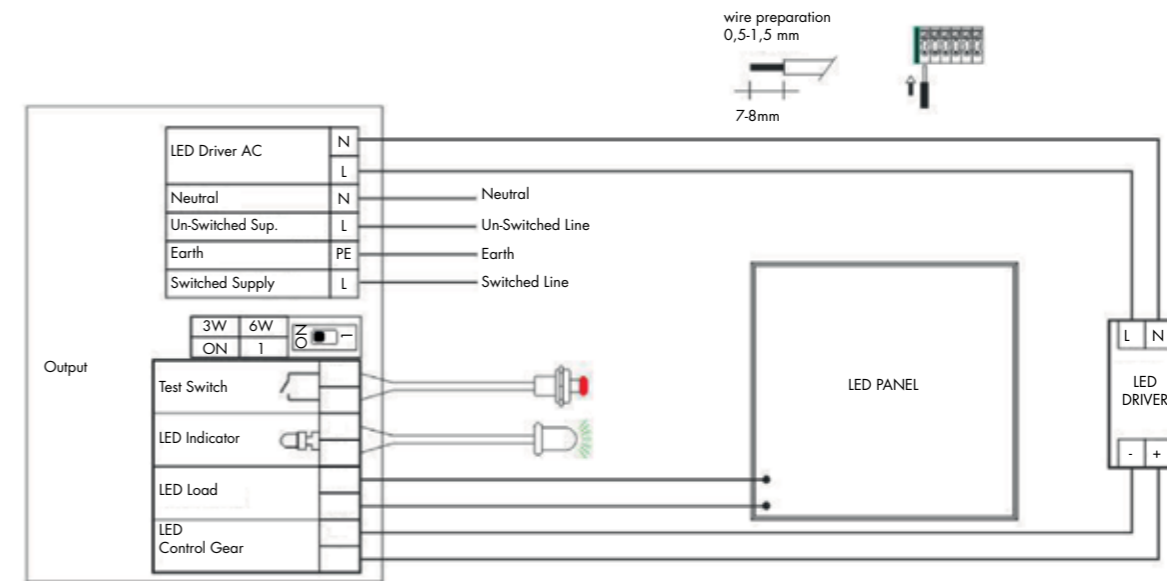 wire preparation
0,5-1,5 mm
7-8mm
LED Driver AC
N
L
Neutral
N
Neutral
Un-Switched Sup.
L
Un-Switched Line
Earth
PE
Earth
Switched Supply
L
Switched Line
3W 6W
ON 1
ON 1
Output
Test Switch
LED Indicator
LED Load
LED
Control Gear
LED PANEL
L N
LED
DRIVER
- +